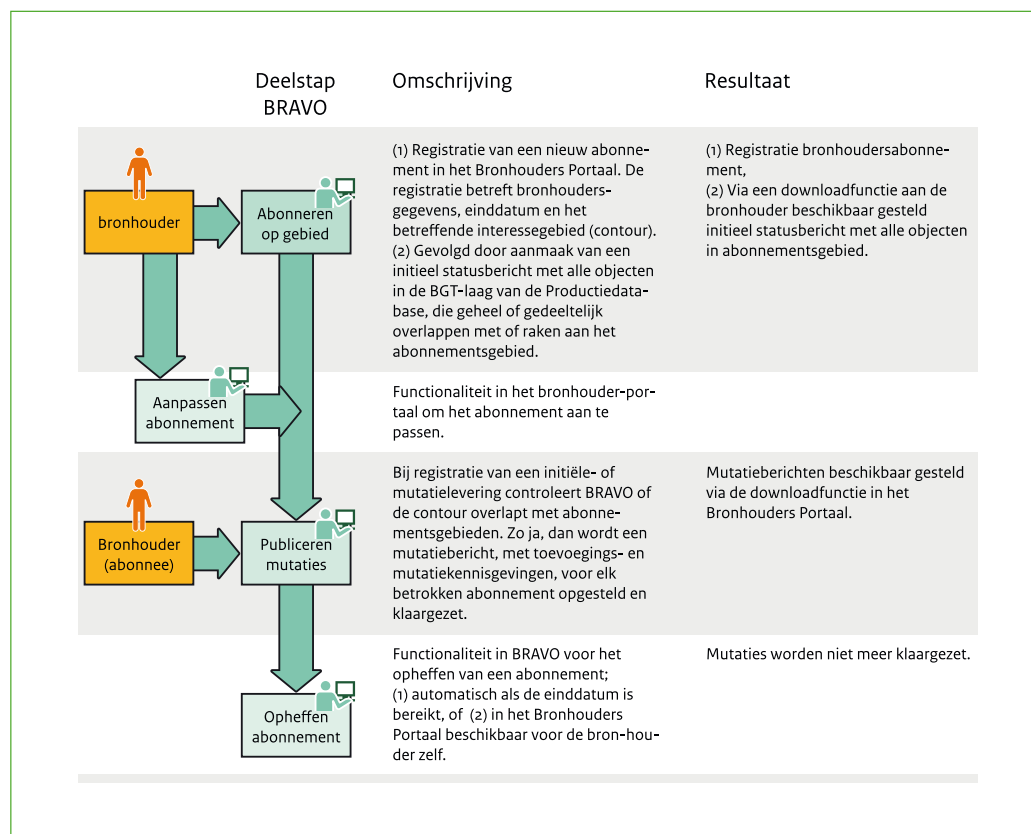 Deelstap
BRAVO
Omschrijving
Resultaat
bronhouder
Abonneren
op gebied
(1) Registratie van een nieuw abonne-
ment in het Bronhouders Portaal. De
registratie betreft bronhouders-
gegevens, einddatum en het
betreffende interessegebied (contour).
(2) Gevolgd door aanmaak van een
initieel statusbericht met alle objecten
in de BGT-laag van de Productiedata-
base, die geheel of gedeeltelijk
overlappen met of raken aan het
abonnementsgebied.
(1) Registratie bronhoudersabonne-
ment,
(2) Via een downloadfunctie aan de
bronhouder beschikbaar gesteld
initieel statusbericht met alle objecten
in abonnementsgebied.
Aanpassen
abonnement
Functionaliteit in het bronhouder-por-
taal om het abonnement aan te
passen.
Bronhouder
(abonnee)
Publiceren
mutaties
Bij registratie van een initiële- of
mutatielevering controleert BRAVO of
de contour overlapt met abonne-
mentsgebieden. Zo ja, dan wordt een
mutatiebericht, met toevoegings- en
mutatiekennisgevingen, voor elk
betrokken abonnement opgesteld en
klaargezet.
Mutatieberichten beschikbaar gesteld
via de downloadfunctie in het
Bronhouders Portaal.
Opheffen
abonnement
Functionaliteit in BRAVO voor het
opheffen van een abonnement;
(1) automatisch als de einddatum is
bereikt, of (2) in het Bronhouders
Portaal beschikbaar voor de bron-hou-
der zelf.
Mutaties worden niet meer klaargezet.